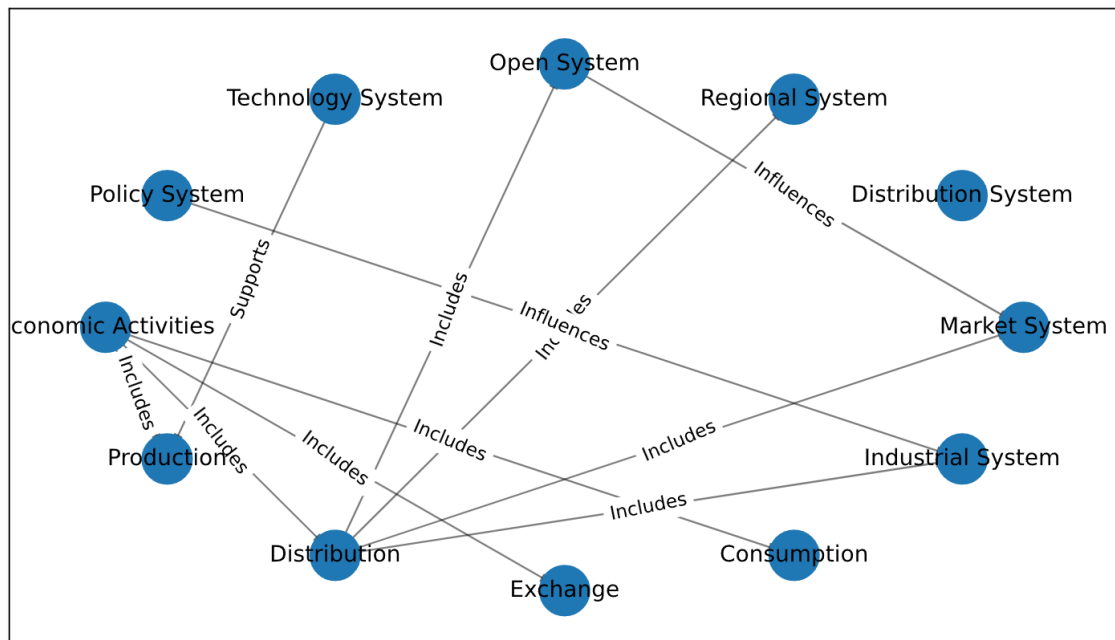 Open System
Technology System
Regional System
Policy System
Influences
Distribution System
Supports
Includes
Influences
conomic Activities
Market System
Includes
Includes
Includes
Includes
Includes
Production
Industrial System
Includes
Distribution
Consumption
Exchange